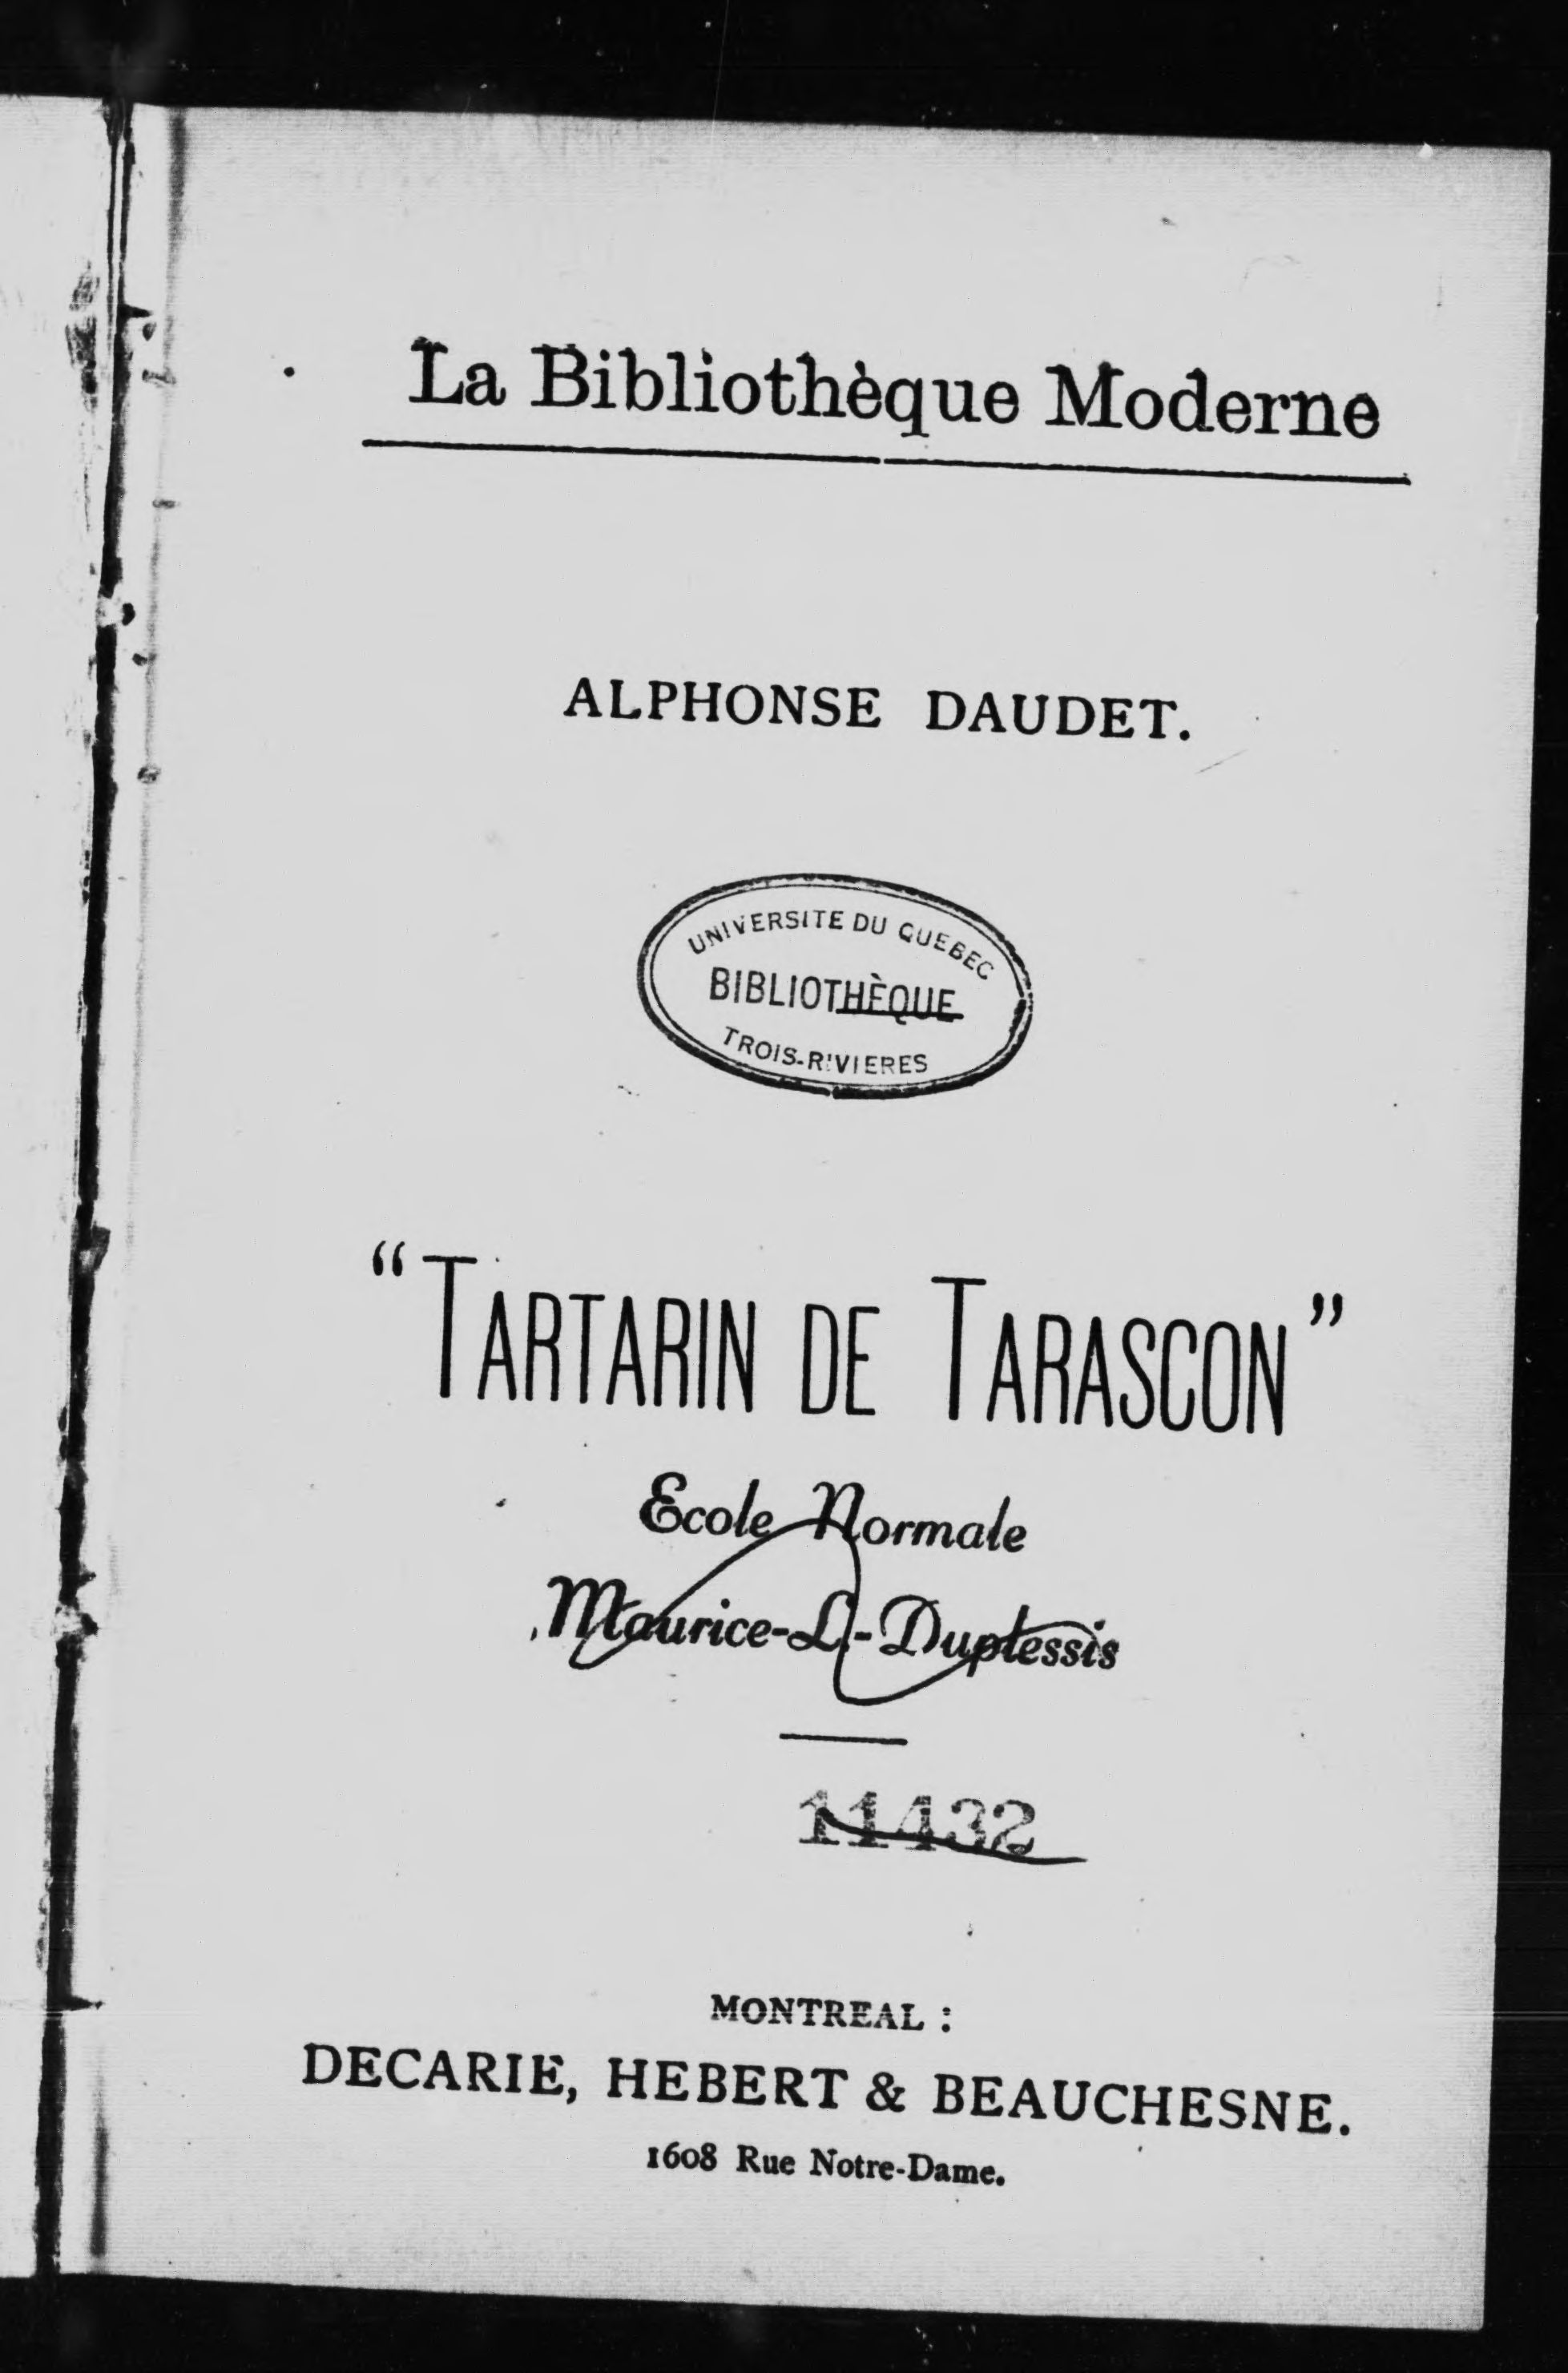 La Bibliothèque Moderne
ALPHONSE DAUDET.
UNIVERSITE DU QUEBEC
BIBLIOTHÈQUE
TROIS-RIVIERES
“TARTARIN DE TARASCON”
Ecole Normale
Maurice-L.-Duplessis
11432
MONTREAL :
DECARIE, HEBERT & BEAUCHESNE.
1608 Rue Notre-Dame.